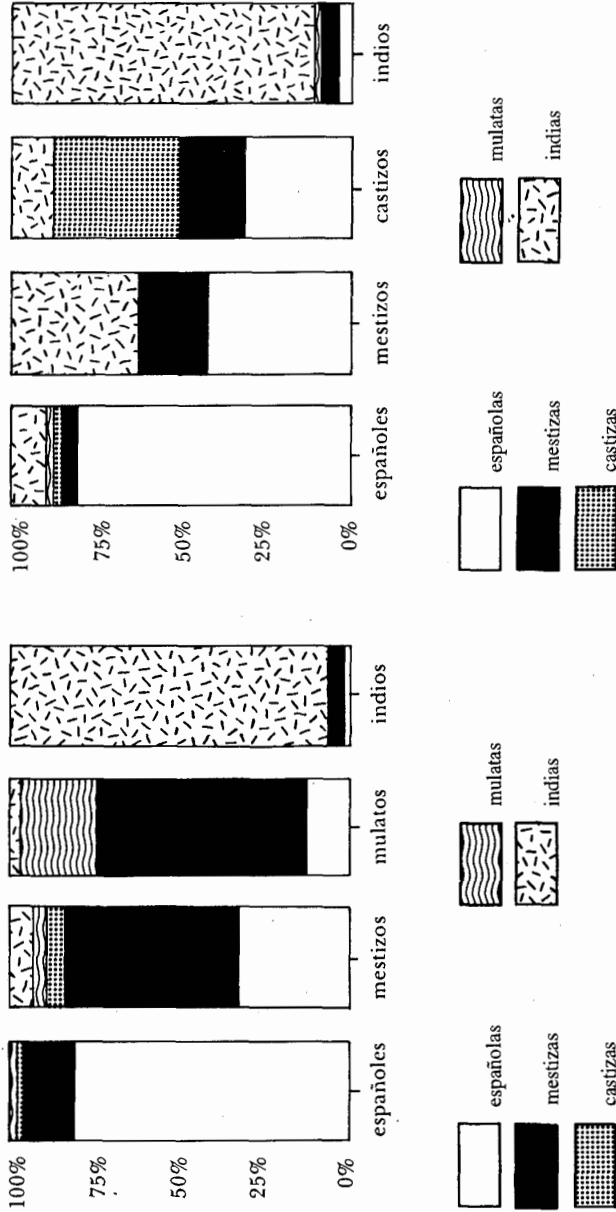 100%
75%
50%
25%
0%
españoles mestizos mulatos indios
españolas mulatas
mestizas indias
castizas
100%
75%
50%
25%
0%
españoles mestizos castizos indios
españolas mulatas
mestizas indias
castizas